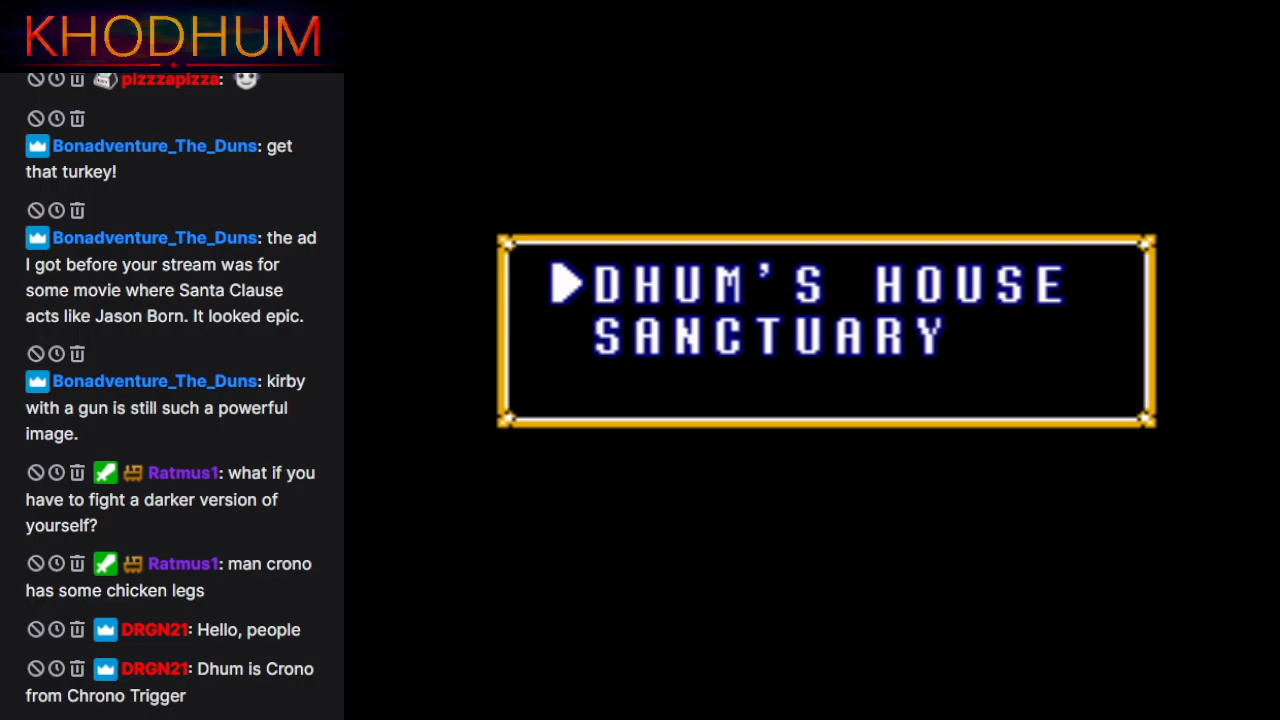 KHODHUM
pizzzapizza:
Bonadventure_The_Duns: get
that turkey!
Bonadventure_The_Duns: the ad
I got before your stream was for
some movie where Santa Clause
acts like Jason Born. It looked epic.
Bonadventure_The_Duns: kirby
with a gun is still such a powerful
image.
Ratmus1: what if you
have to fight a darker version of
yourself?
Ratmus1: man crono
has some chicken legs
DRGN21: Hello, people
DRGN21: Dhum is Crono
from Chrono Trigger
DHUM'S HOUSE
SANCTUARY